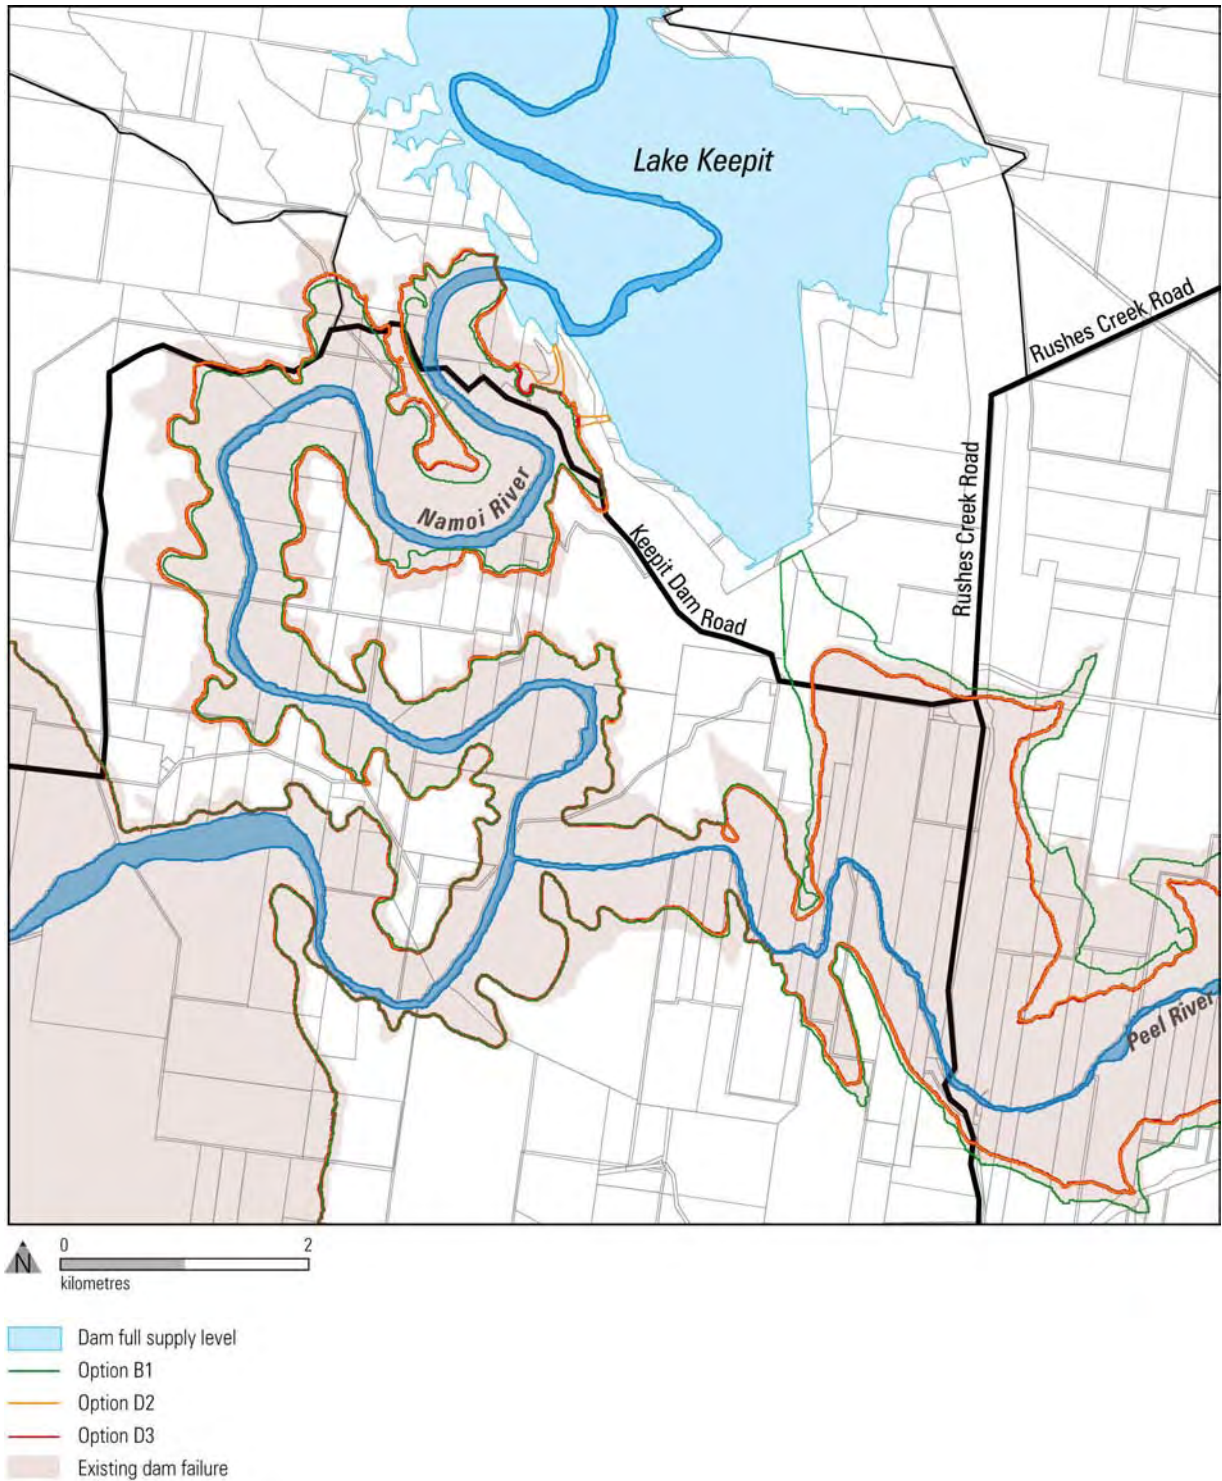 Lake Keepit
Rushes Creek Road
Rushes Creek Road
Namoi River
Keepit Dam Road
Peel River
N
0 2
kilometres
Dam full supply level
Option B1
Option D2
Option D3
Existing dam failure